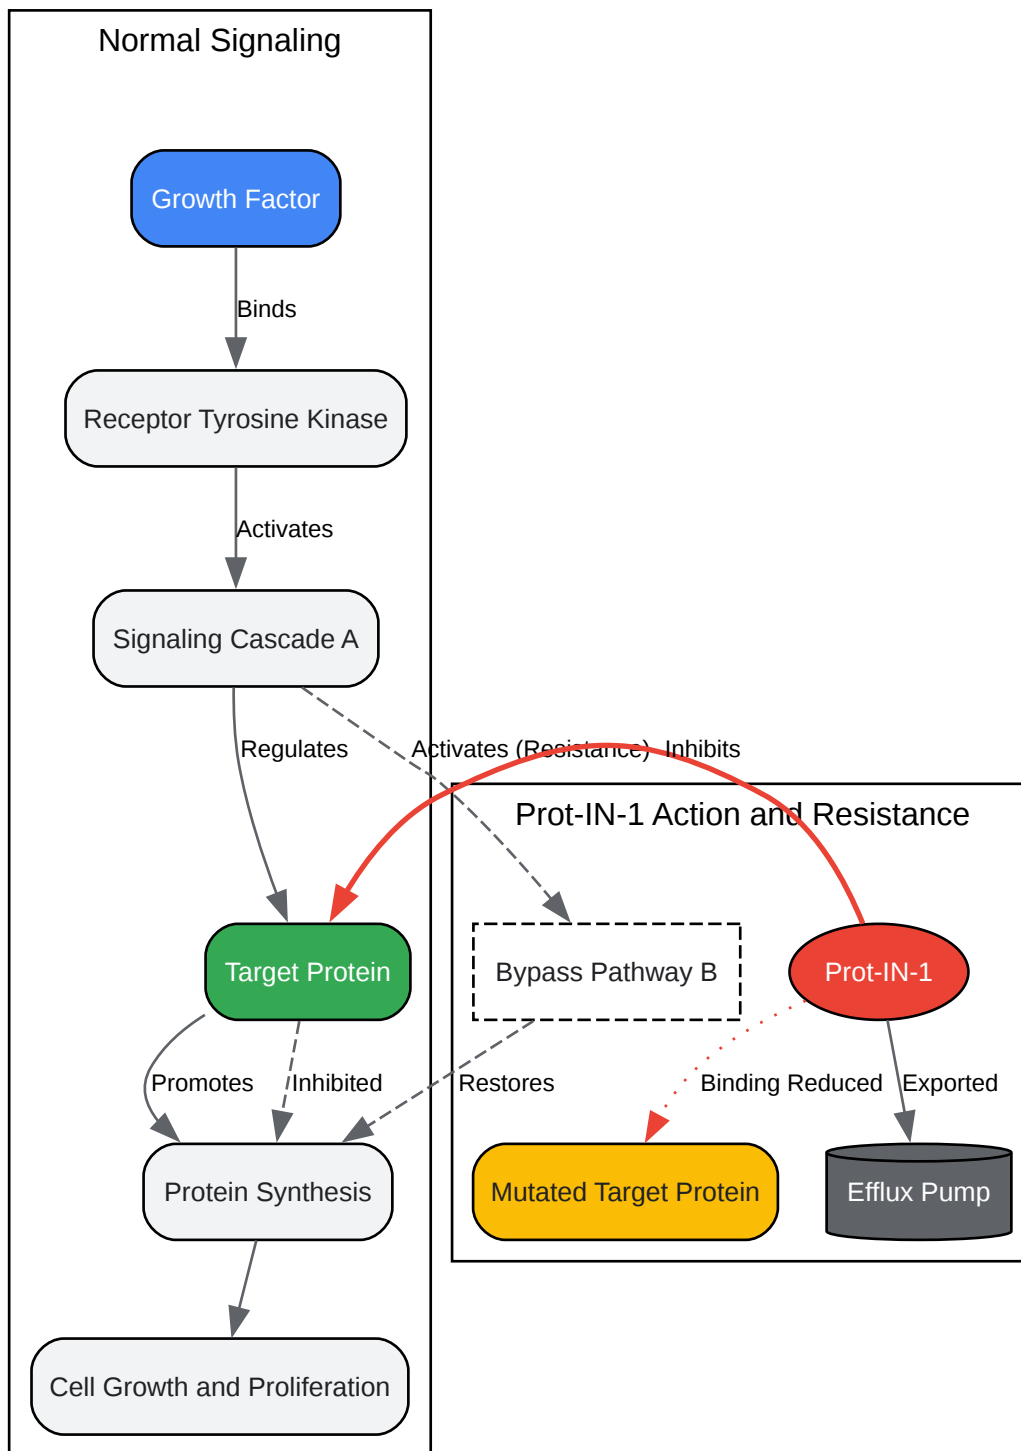 Normal Signaling
Growth Factor
Binds
Receptor Tyrosine Kinase
Activates
Signaling Cascade A
Regulates
Activates (Resistance)
Inhibits
Prot-IN-1 Action and Resistance
Target Protein
Bypass Pathway B
Prot-IN-1
Promotes
Inhibited
Restores
Binding Reduced
Exported
Protein Synthesis
Mutated Target Protein
Efflux Pump
Cell Growth and Proliferation